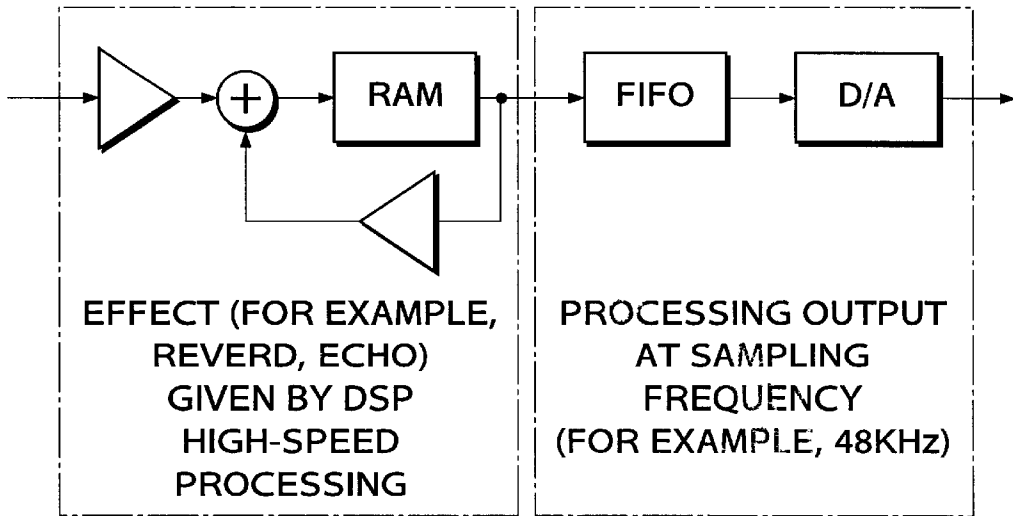 RAM
FIFO
D/A
EFFECT (FOR EXAMPLE,
REVERD, ECHO)
GIVEN BY DSP
HIGH-SPEED
PROCESSING
PROCESSING OUTPUT
AT SAMPLING
FREQUENCY
(FOR EXAMPLE, 48KHz)